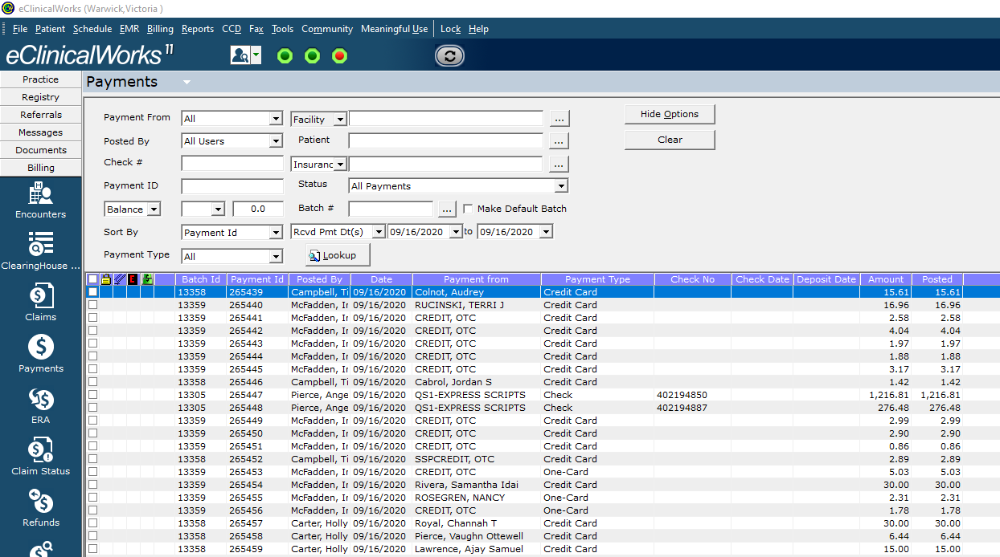 eClinicalWorks (Warwick,Victoria )
File Patient Schedule EMR Billing Reports CCD Fax Tools Community Meaningful Use Lock Help
eClinicalWorks 11
Practice
Registry
Referrals
Messages
Documents
Billing
Encounters
ClearingHouse ...
Claims
Payments
ERA
Claim Status
Refunds
Payments
Payment From All Facility ... Hide Options
Posted By All Users Patient ... Clear
Check # Insuranc ...
Payment ID Status All Payments
Balance 0.0 Batch # ... Make Default Batch
Sort By Payment Id Rcvd Pmt Dt(s) 09/16/2020 to 09/16/2020
Payment Type All Lookup
E Batch Id Payment Id Posted By Date Payment from Payment Type Check No Check Date Deposit Date Amount Posted
13358 265439 Campbell, Ti 09/16/2020 Colnot, Audrey Credit Card 15.61 15.61
13359 265440 McFadden, Ir 09/16/2020 RUCINSKI, TERRI J Credit Card 16.96 16.96
13359 265441 McFadden, Ir 09/16/2020 CREDIT, OTC Credit Card 2.58 2.58
13359 265442 McFadden, Ir 09/16/2020 CREDIT, OTC Credit Card 4.04 4.04
13359 265443 McFadden, Ir 09/16/2020 CREDIT, OTC Credit Card 1.97 1.97
13359 265444 McFadden, Ir 09/16/2020 CREDIT, OTC Credit Card 1.88 1.88
13359 265445 McFadden, Ir 09/16/2020 CREDIT, OTC Credit Card 3.17 3.17
13358 265446 Campbell, Ti 09/16/2020 Cabrol, Jordan S Credit Card 1.42 1.42
13305 265447 Pierce, Ange 09/16/2020 QS1-EXPRESS SCRIPTS Check 402194850 1,216.81 1,216.81
13305 265448 Pierce, Ange 09/16/2020 QS1-EXPRESS SCRIPTS Check 402194887 276.48 276.48
13359 265449 McFadden, Ir 09/16/2020 CREDIT, OTC Credit Card 2.99 2.99
13359 265450 McFadden, Ir 09/16/2020 CREDIT, OTC Credit Card 2.90 2.90
13359 265451 McFadden, Ir 09/16/2020 CREDIT, OTC Credit Card 0.86 0.86
13358 265452 Campbell, Ti 09/16/2020 SSPCREDIT, OTC Credit Card 2.89 2.89
13359 265453 McFadden, Ir 09/16/2020 CREDIT, OTC One-Card 5.03 5.03
13359 265454 McFadden, Ir 09/16/2020 Rivera, Samantha Idai Credit Card 30.00 30.00
13359 265455 McFadden, Ir 09/16/2020 ROSEGREN, NANCY One-Card 2.31 2.31
13359 265456 McFadden, Ir 09/16/2020 CREDIT, OTC One-Card 1.78 1.78
13358 265457 Carter, Holly 09/16/2020 Royal, Channah T Credit Card 30.00 30.00
13358 265458 Carter, Holly 09/16/2020 Pierce, Vaughn Ottewell Credit Card 6.44 6.44
13358 265459 Carter, Holly 09/16/2020 Lawrence, Ajay Samuel Credit Card 15.00 15.00